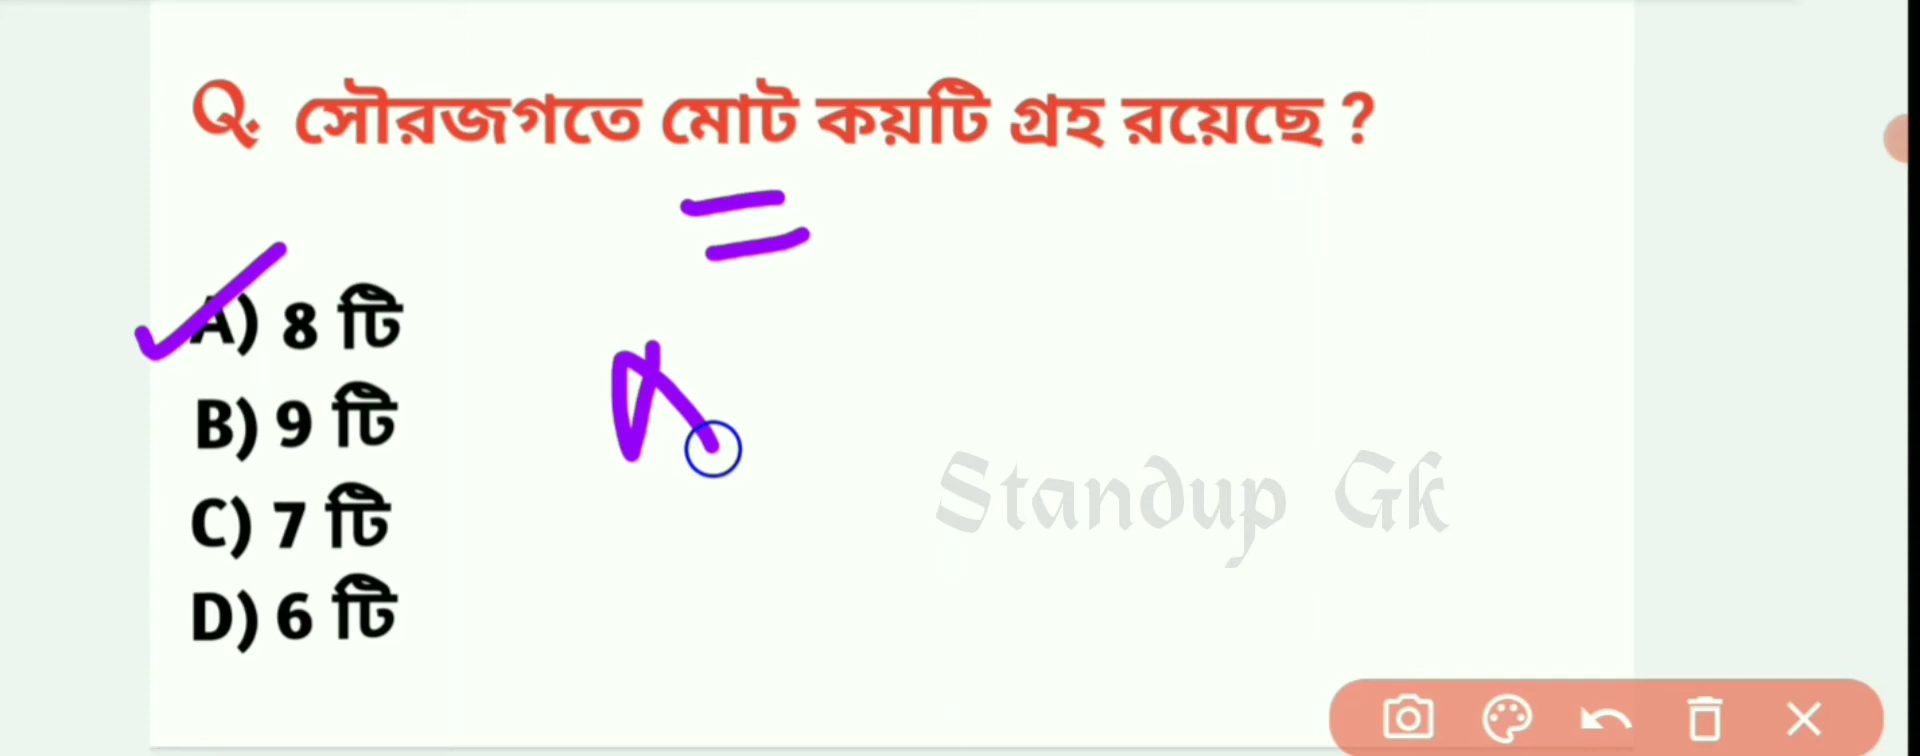 Q. সৌরজগতে মোট কয়টি গ্রহ রয়েছে ?
A) 8 টি
B) 9 টি
C) 7 টি
D) 6 টি
Standup Gk